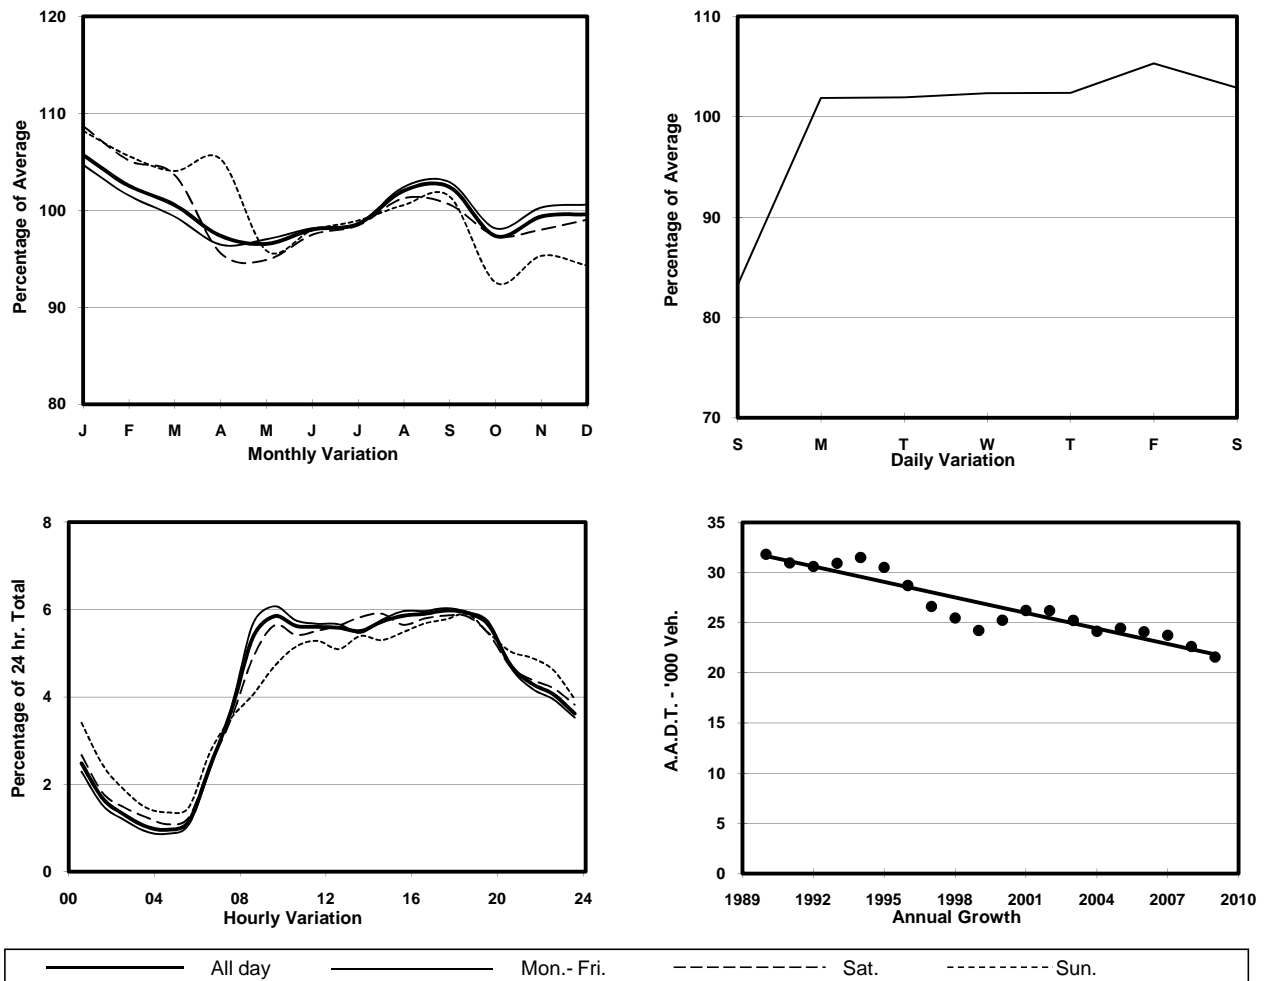 120
110
100
90
80
Percentage of Average
J F M A M J J A S O N D
Monthly Variation
110
100
90
80
70
Percentage of Average
S M T W T F S
Daily Variation
8
6
4
2
0
Percentage of 24 hr. Total
00 04 08 12 16 20 24
Hourly Variation
35
30
25
20
15
10
5
0
A.A.D.T. - '000 Veh.
1989 1992 1995 1998 2001 2004 2007 2010
Annual Growth
All day Mon.- Fri. Sat. Sun.